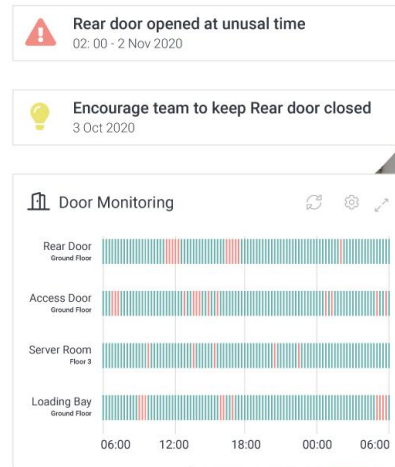 Rear door opened at unusal time
02: 00 - 2 Nov 2020
Encourage team to keep Rear door closed
3 Oct 2020
Door Monitoring
Rear Door
Ground Floor
Access Door
Ground Floor
Server Room
Floor 3
Loading Bay
Ground Floor
06:00 12:00 18:00 00:00 06:00